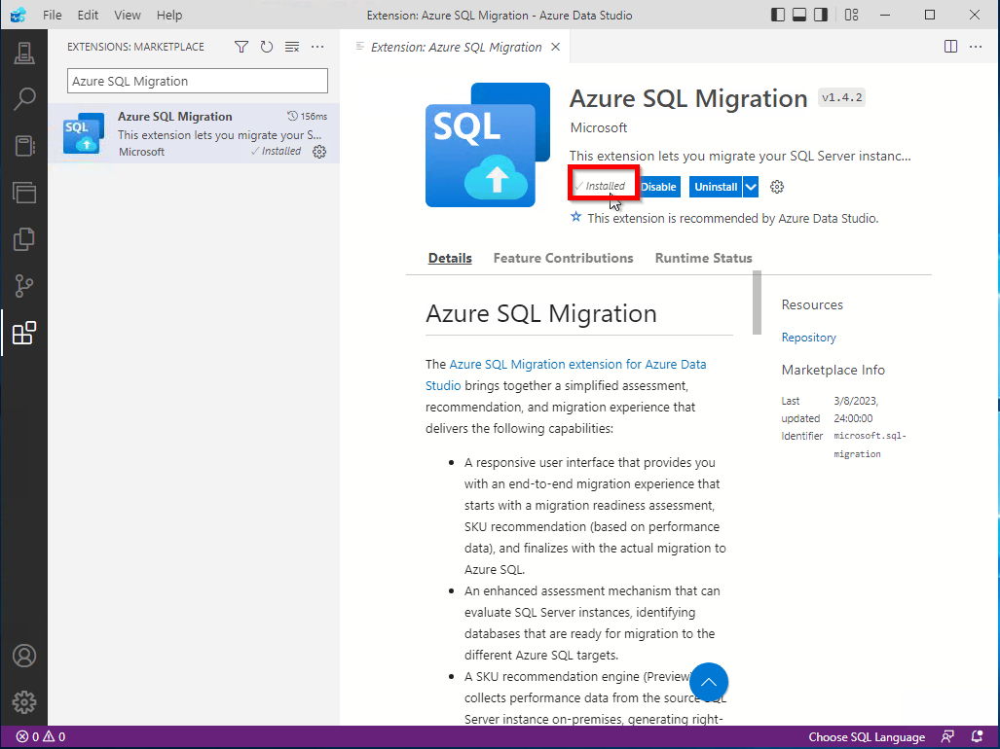 File Edit View Help
Extension: Azure SQL Migration - Azure Data Studio
EXTENSIONS: MARKETPLACE
Azure SQL Migration
SQL
Azure SQL Migration
156ms
This extension lets you migrate your S...
Microsoft
Installed
Extension: Azure SQL Migration
SQL
Azure SQL Migration
v1.4.2
Microsoft
This extension lets you migrate your SQL Server instanc...
Installed
Disable
Uninstall
This extension is recommended by Azure Data Studio.
Details
Feature Contributions
Runtime Status
Azure SQL Migration
The Azure SQL Migration extension for Azure Data
Studio brings together a simplified assessment,
recommendation, and migration experience that
delivers the following capabilities:
A responsive user interface that provides you
with an end-to-end migration experience that
starts with a migration readiness assessment,
SKU recommendation (based on performance
data), and finalizes with the actual migration to
Azure SQL.
An enhanced assessment mechanism that can
evaluate SQL Server instances, identifying
databases that are ready for migration to the
different Azure SQL targets.
A SKU recommendation engine (Preview)
collects performance data from the source SQL
Server instance on-premises, generating right-
Resources
Repository
Marketplace Info
Last updated 3/8/2023, 24:00:00
Identifier microsoft.sql-migration
0 0
Choose SQL Language